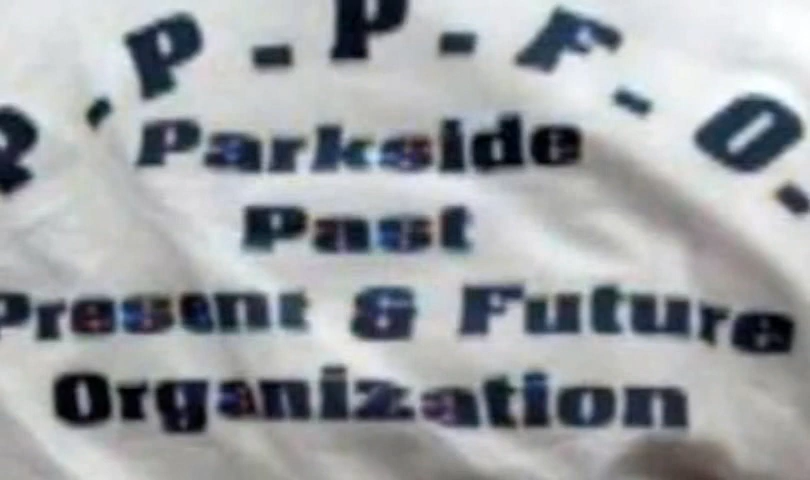 P.P.P.F.O.
Parkside
Past
Present & Future
Organization